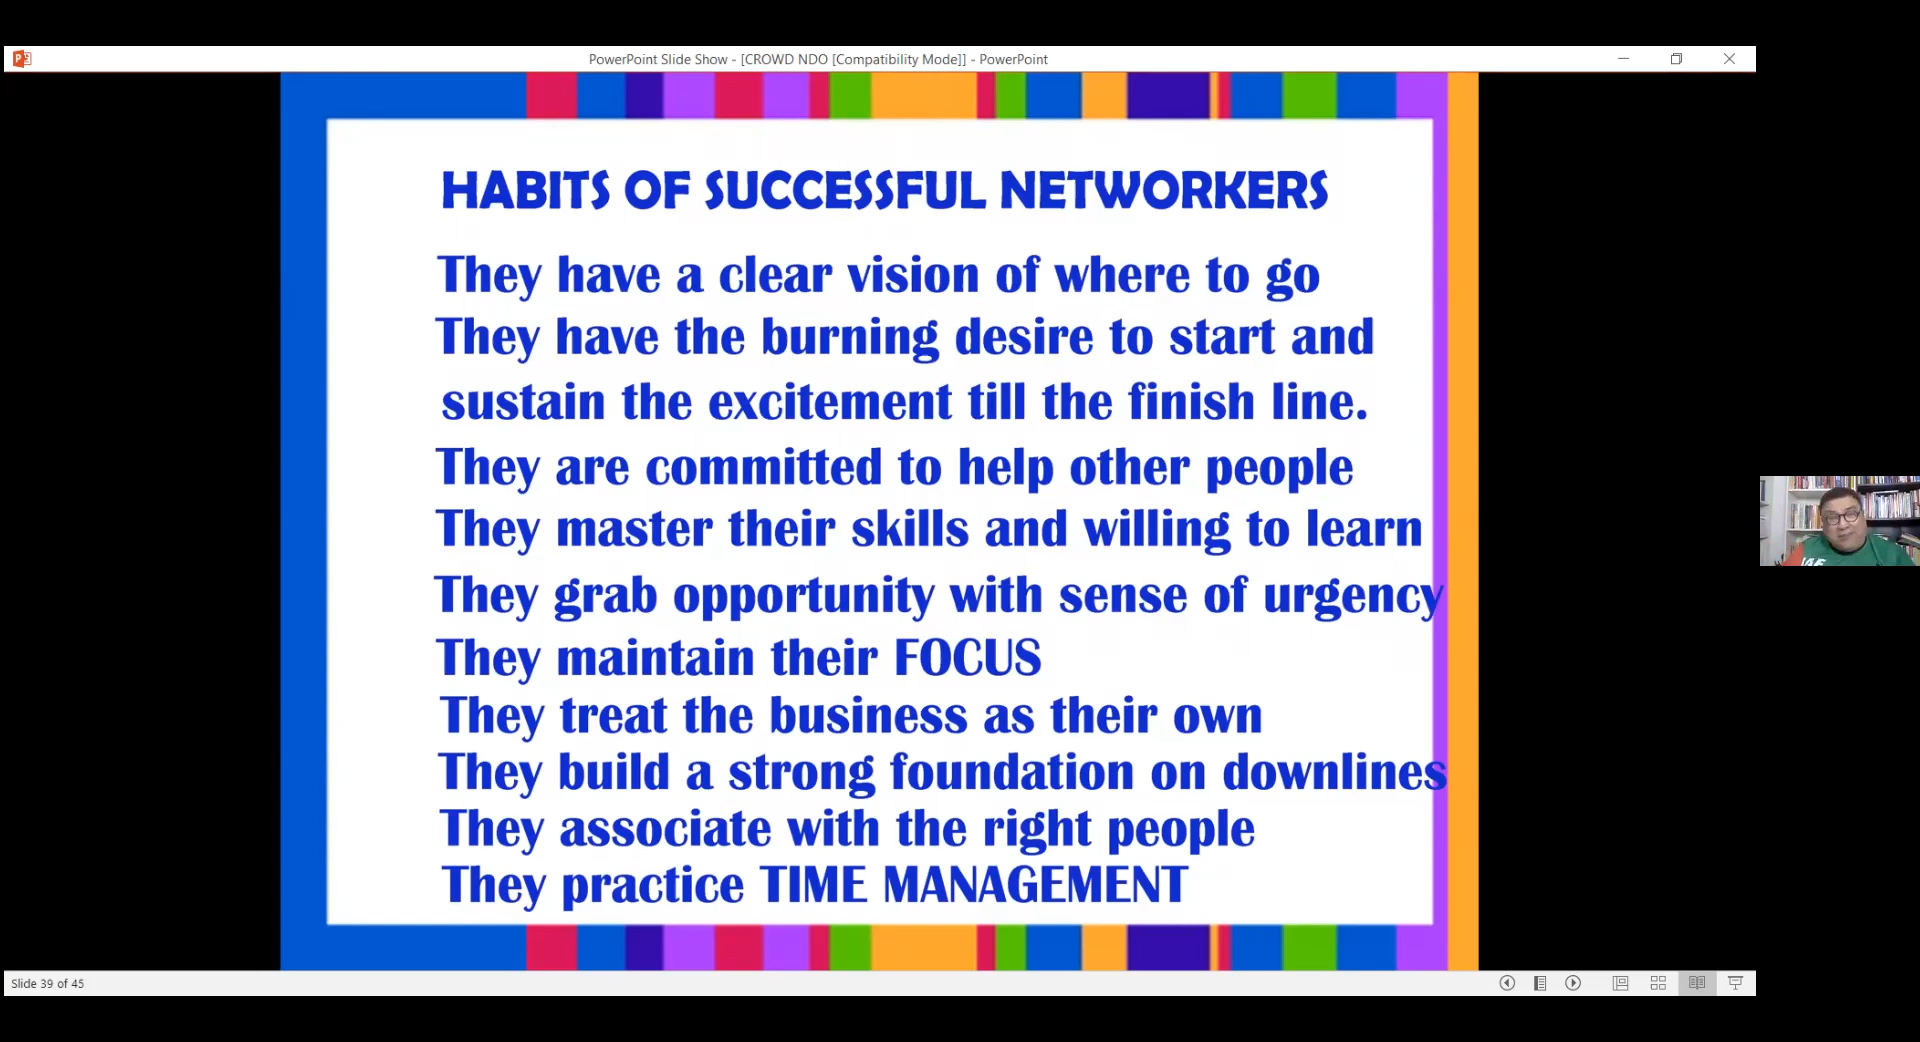 PowerPoint Slide Show - [CROWD NDO [Compatibility Mode]] - PowerPoint
HABITS OF SUCCESSFUL NETWORKERS
They have a clear vision of where to go
They have the burning desire to start and
sustain the excitement till the finish line.
They are committed to help other people
They master their skills and willing to learn
They grab opportunity with sense of urgency
They maintain their FOCUS
They treat the business as their own
They build a strong foundation on downlines
They associate with the right people
They practice TIME MANAGEMENT
Slide 39 of 45